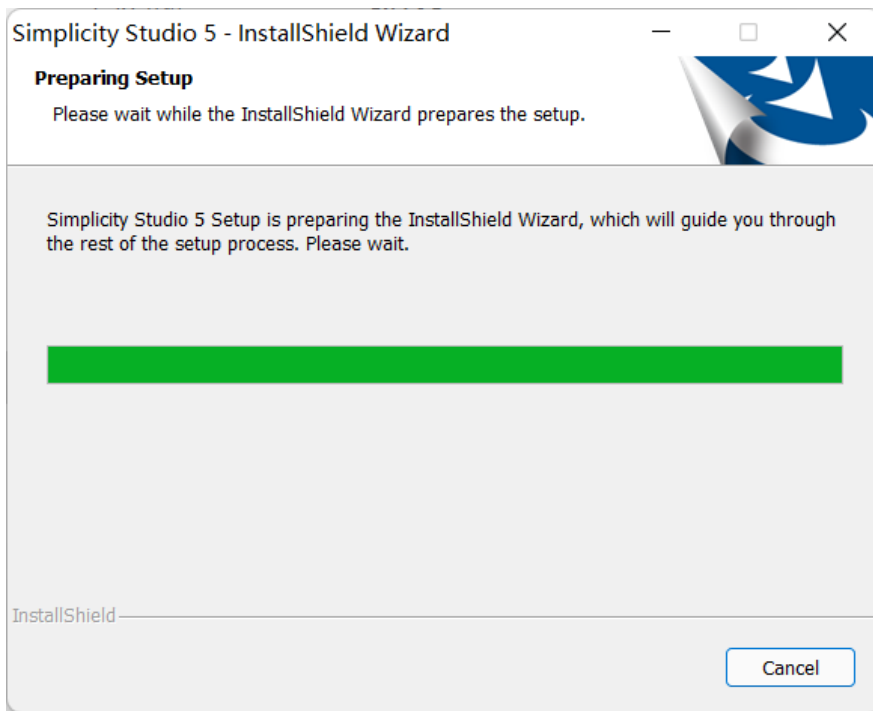 Simplicity Studio 5 - InstallShield Wizard
Preparing Setup
Please wait while the InstallShield Wizard prepares the setup.
Simplicity Studio 5 Setup is preparing the InstallShield Wizard, which will guide you through
the rest of the setup process. Please wait.
InstallShield
Cancel